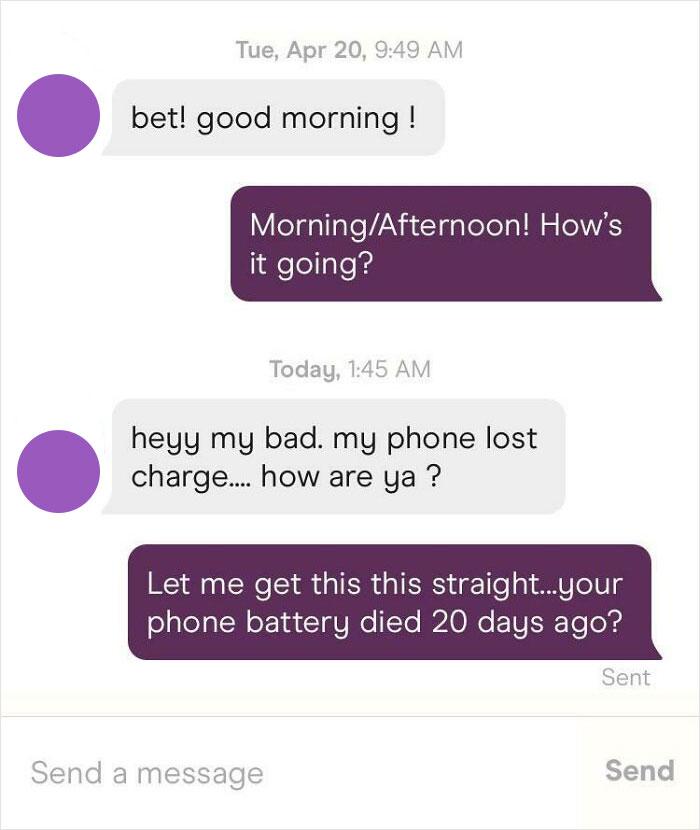 Tue, Apr 20, 9:49 AM
bet! good morning !
Morning/Afternoon! How's
it going?
Today, 1:45 AM
heyy my bad. my phone lost
charge.... how are ya ?
Let me get this this straight...your
phone battery died 20 days ago?
Sent
Send a message
Send